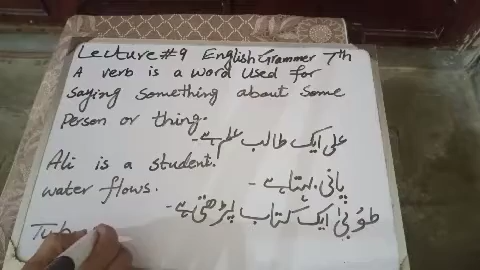 Lecture #9 English Grammer 7th
A verb is a word used for
saying something about some
Person or thing.
علی ایک طالب علم ہے۔
Ali is a student.
پانی بہتا ہے۔
water flows.
طوبیٰ ایک کتاب پڑھتی ہے۔
Tub